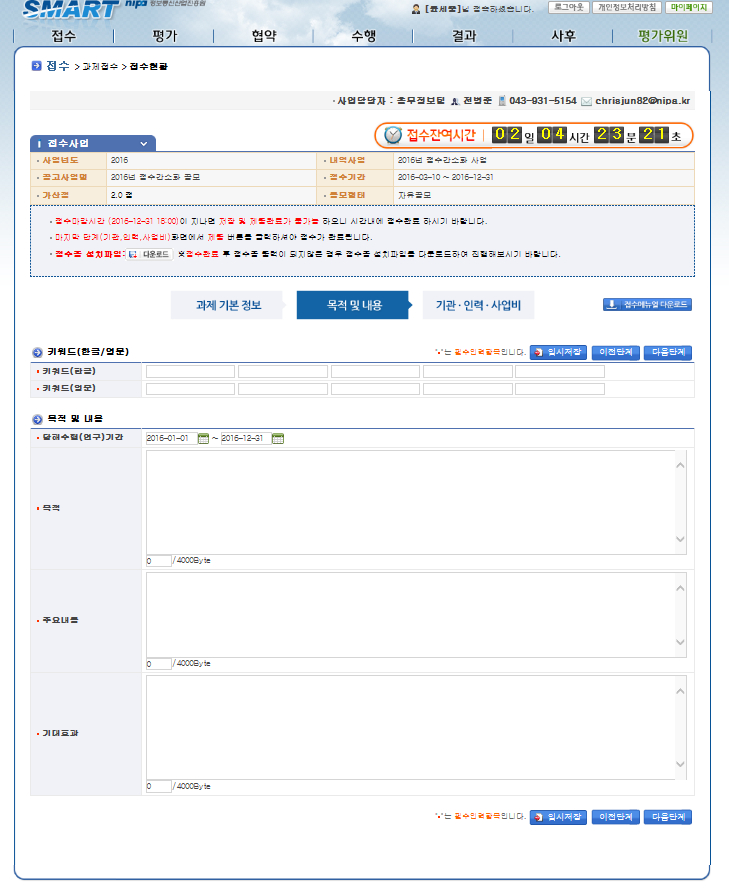 SMART nipa 정보통신산업진흥원
[윤세웅]님 접속하셨습니다. 로그아웃 개인정보처리방침 마이페이지
접수 평가 협약 수행 결과 사후 평가위원
접수 > 과제접수 > 접수현황
· 사업담당자 : 총무정보팀 전병준 043-931-5154 chrisjun82@nipa.kr
접수잔여시간 02 일 04 시간 23 분 21 초
접수사업
사업년도 2016 내역사업 2016년 접수간소화 사업
공고사업명 2016년 접수간소화 공모 접수기간 2016-03-10 ~ 2016-12-31
가산점 2.0 점 공모형태 자유공모
· 접수마감시간 (2016-12-31 15:00)이 지나면 저장 및 제출완료가 불가능 하오니 시간내에 접수완료 하시기 바랍니다.
· 마지막 단계(기관,인력,사업비)화면에서 제출 버튼을 클릭하셔야 접수가 완료됩니다.
· 접수증 설치파일: 다운로드 ※접수완료 후 접수증 출력이 되지않는 경우 접수증 설치파일을 다운로드하여 진행해보시기 바랍니다.
과제 기본 정보 목적 및 내용 기관 · 인력 · 사업비 접수메뉴얼 다운로드
키워드(한글/영문) "•"는 필수입력항목입니다. 임시저장 이전단계 다음단계
키워드(한글)
키워드(영문)
목적 및 내용
당해수행(연구)기간 2016-01-01 ~ 2016-12-31
목적
0 / 4000Byte
주요내용
0 / 4000Byte
기대효과
0 / 4000Byte
"•"는 필수입력항목입니다. 임시저장 이전단계 다음단계